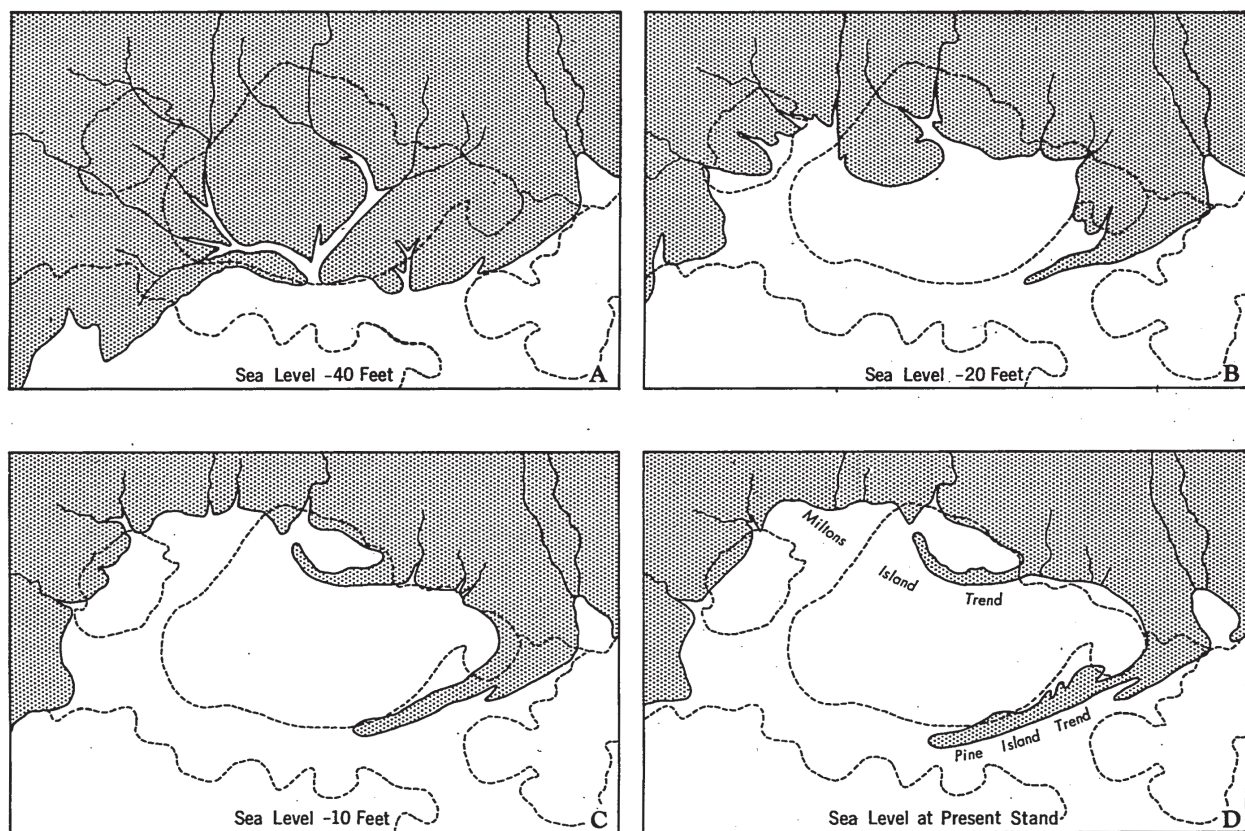 Sea Level -40 Feet
A
Sea Level -20 Feet
B
Sea Level -10 Feet
C
Miltons
Island
Trend
Pine Island Trend
Sea Level at Present Stand
D